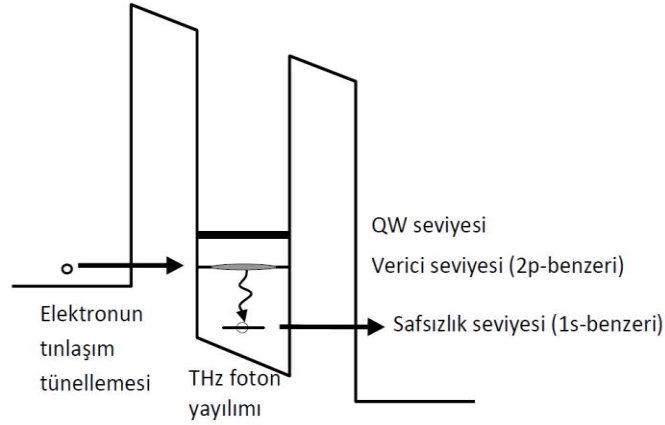 QW seviyesi
Verici seviyesi (2p-benzeri)
Safsızlık seviyesi (1s-benzeri)
Elektronun
tınlaşım
tünellemesi
THz foton
yayılımı